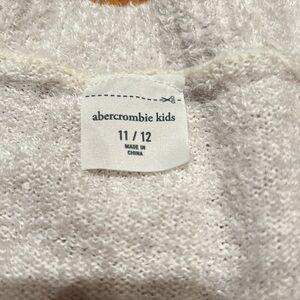 abercrombie kids
11 / 12
MADE IN
CHINA